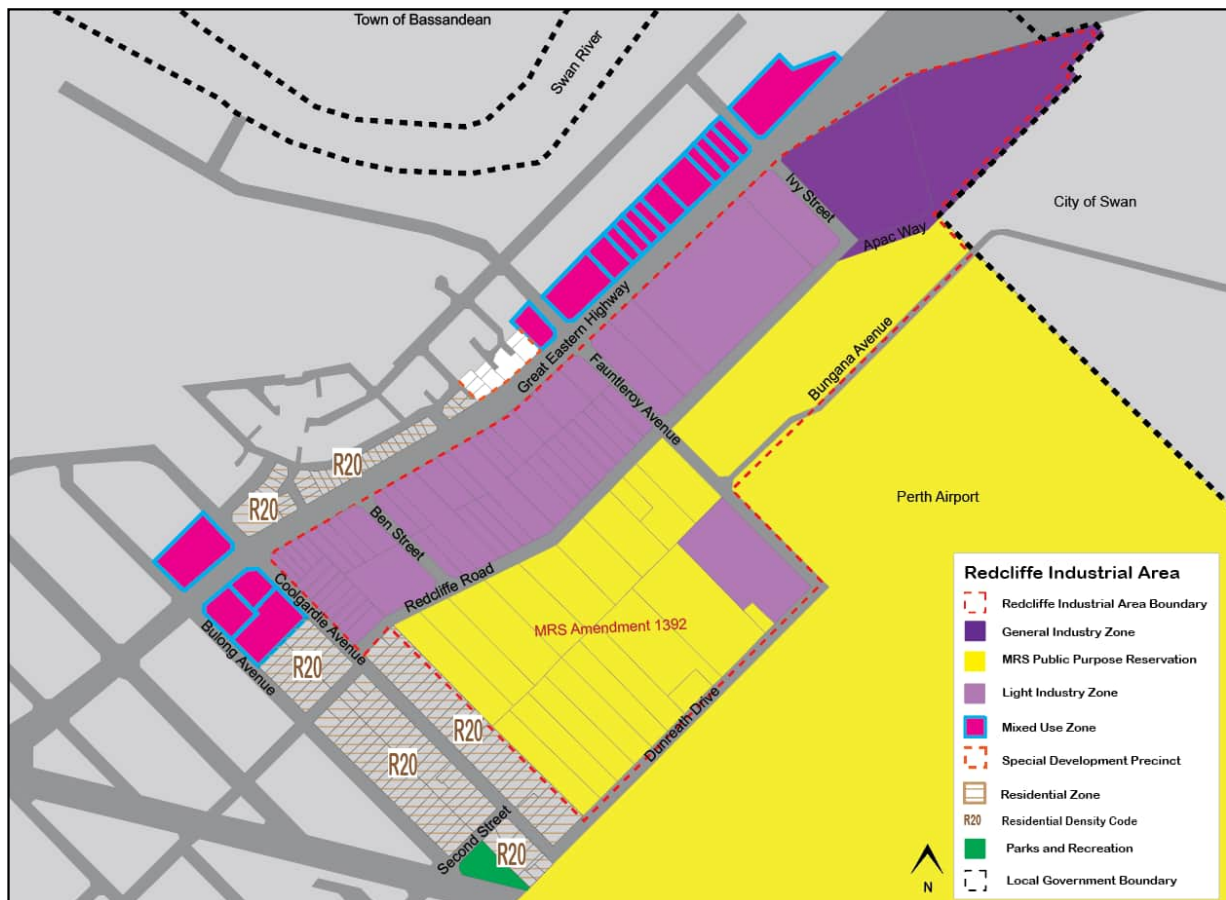 Town of Bassandean
Swan River
City of Swan
Ivy Street
Apac Way
Great Eastern Highway
Fauntleroy Avenue
Bungana Avenue
Perth Airport
R20
R20
Ben Street
Redcliffe Road
Coolgardie Avenue
Bulong Avenue
MRS Amendment 1392
R20
R20
R20
Dunreath Drive
Second Street
R20
N
Redcliffe Industrial Area
Redcliffe Industrial Area Boundary
General Industry Zone
MRS Public Purpose Reservation
Light Industry Zone
Mixed Use Zone
Special Development Precinct
Residential Zone
R20 Residential Density Code
Parks and Recreation
Local Government Boundary